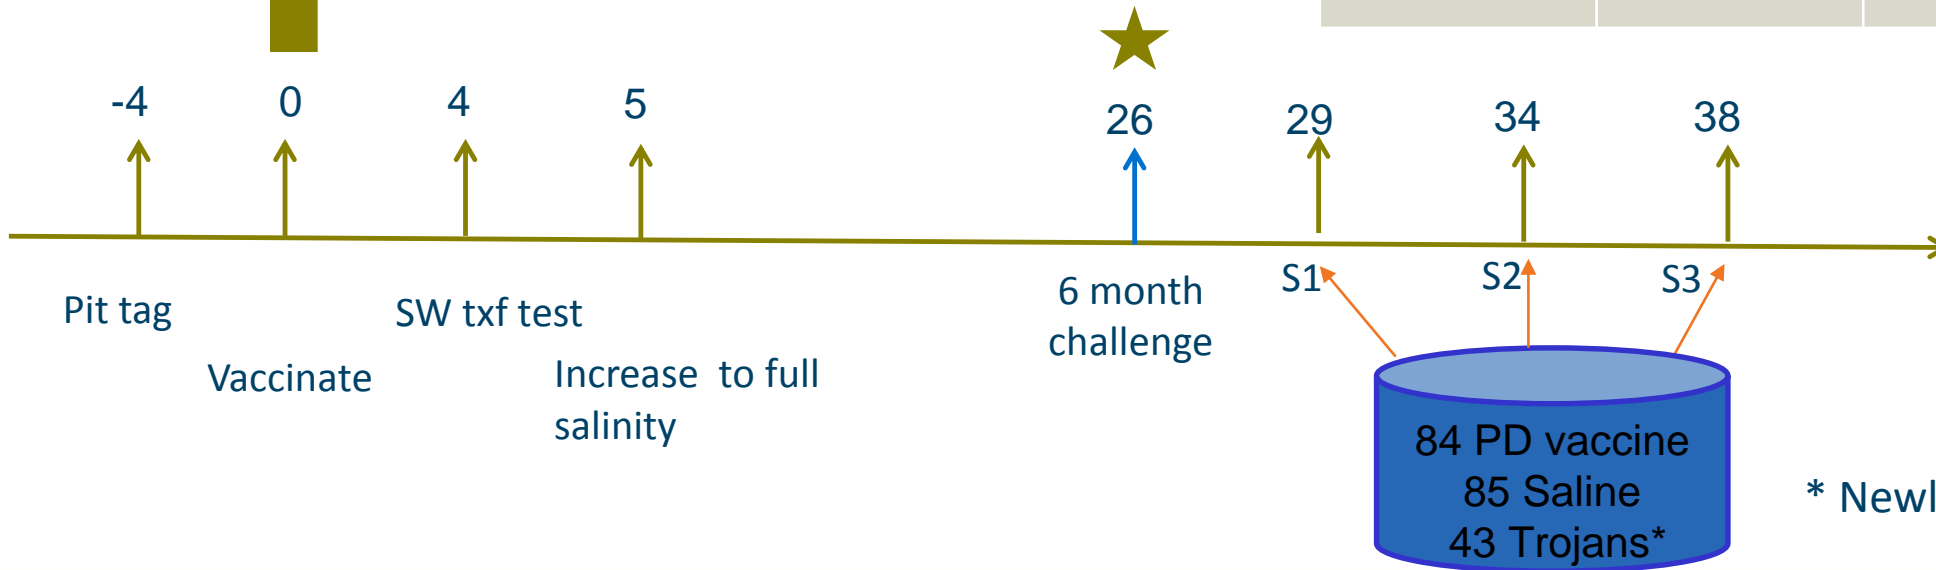 -4
0
4
5
26
29
34
38
Pit tag
Vaccinate
SW txf test
Increase to full
salinity
6 month
challenge
S1
S2
S3
84 PD vaccine
85 Saline
43 Trojans*
*